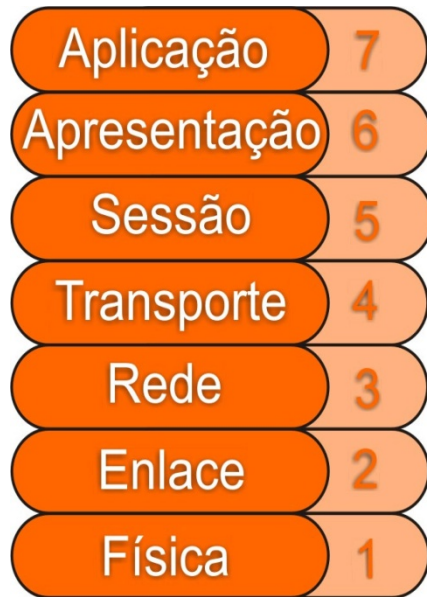 Aplicação 7
Apresentação 6
Sessão 5
Transporte 4
Rede 3
Enlace 2
Física 1